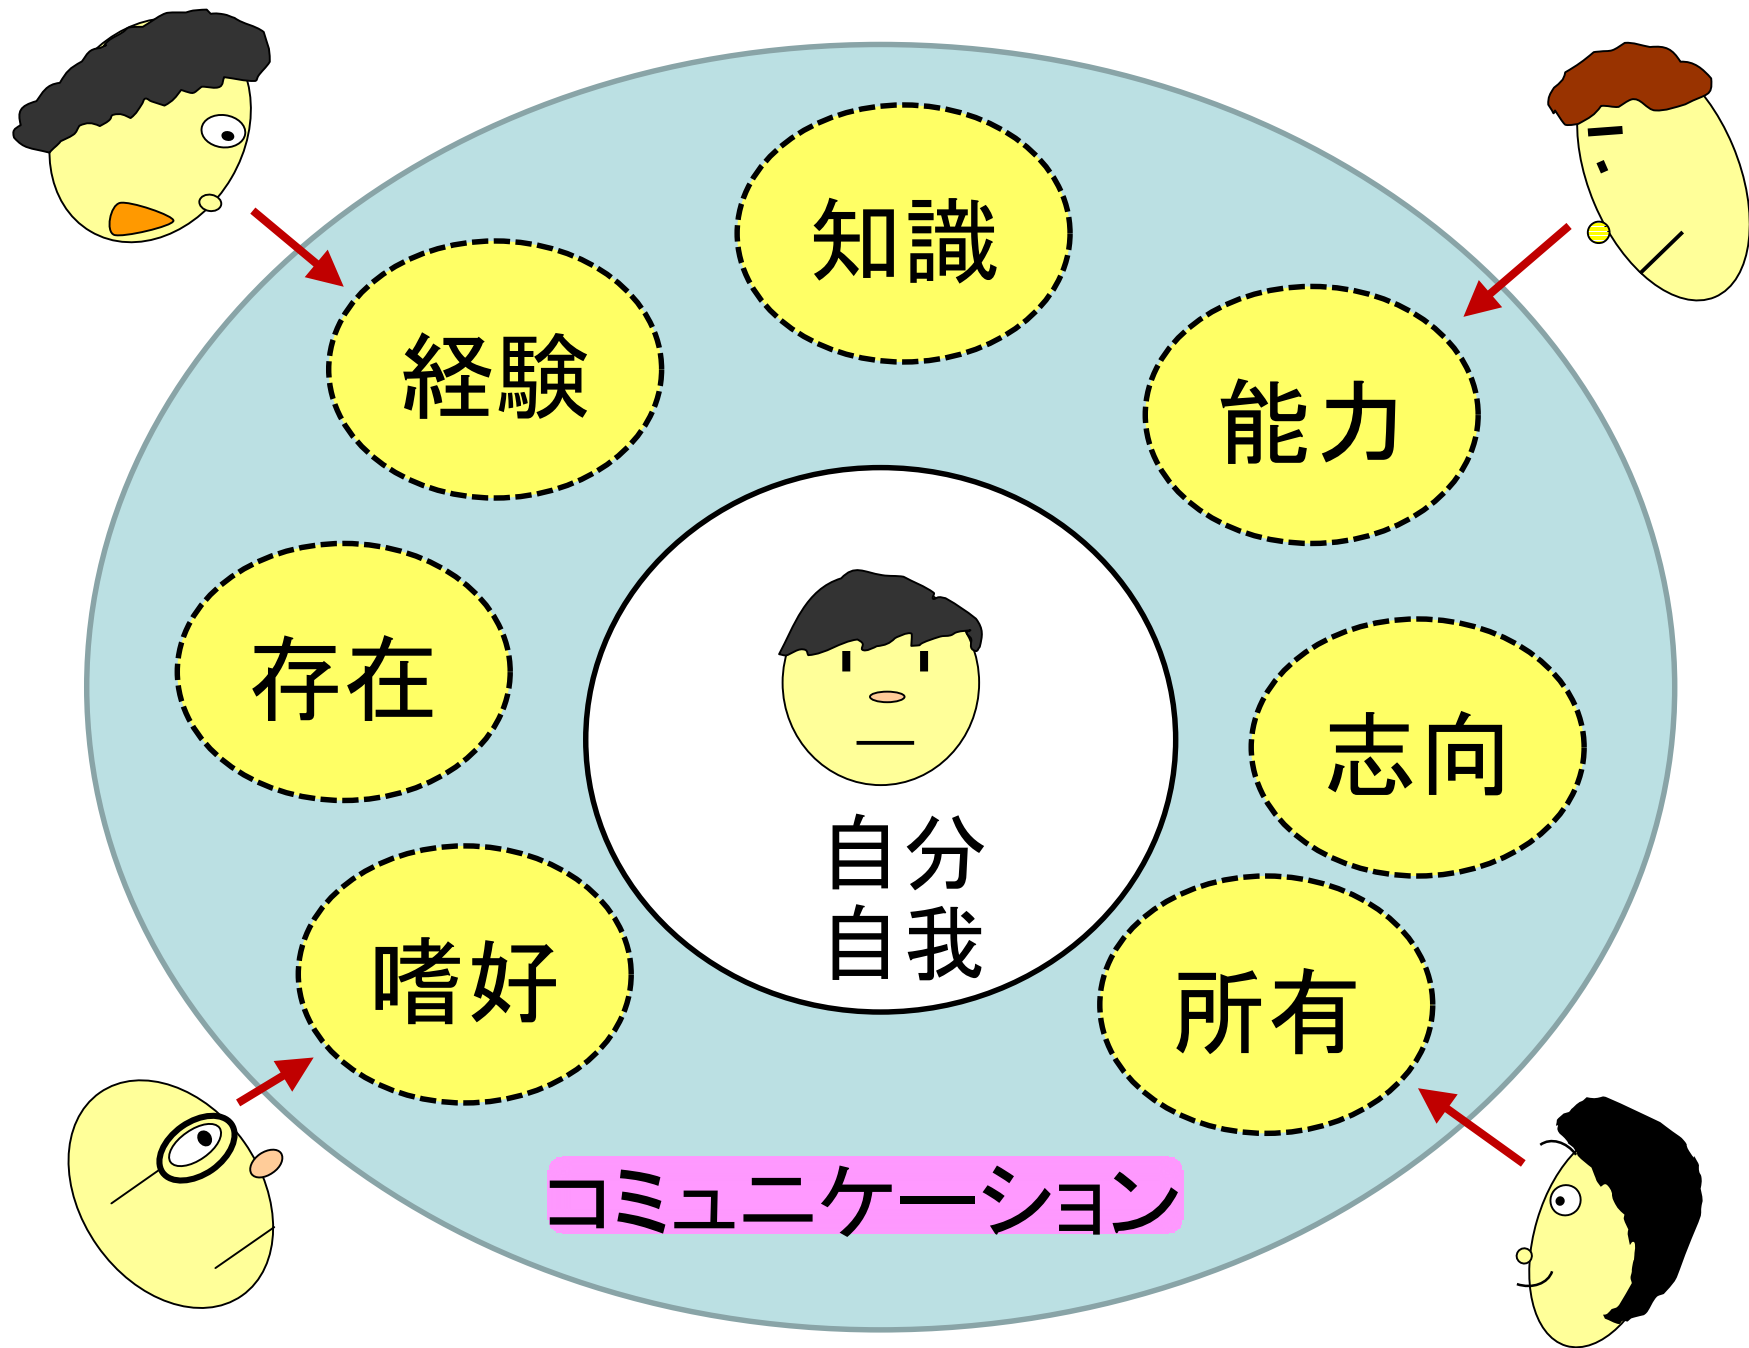 知識
経験
能力
存在
志向
自分
自我
嗜好
所有
コミュニケーション